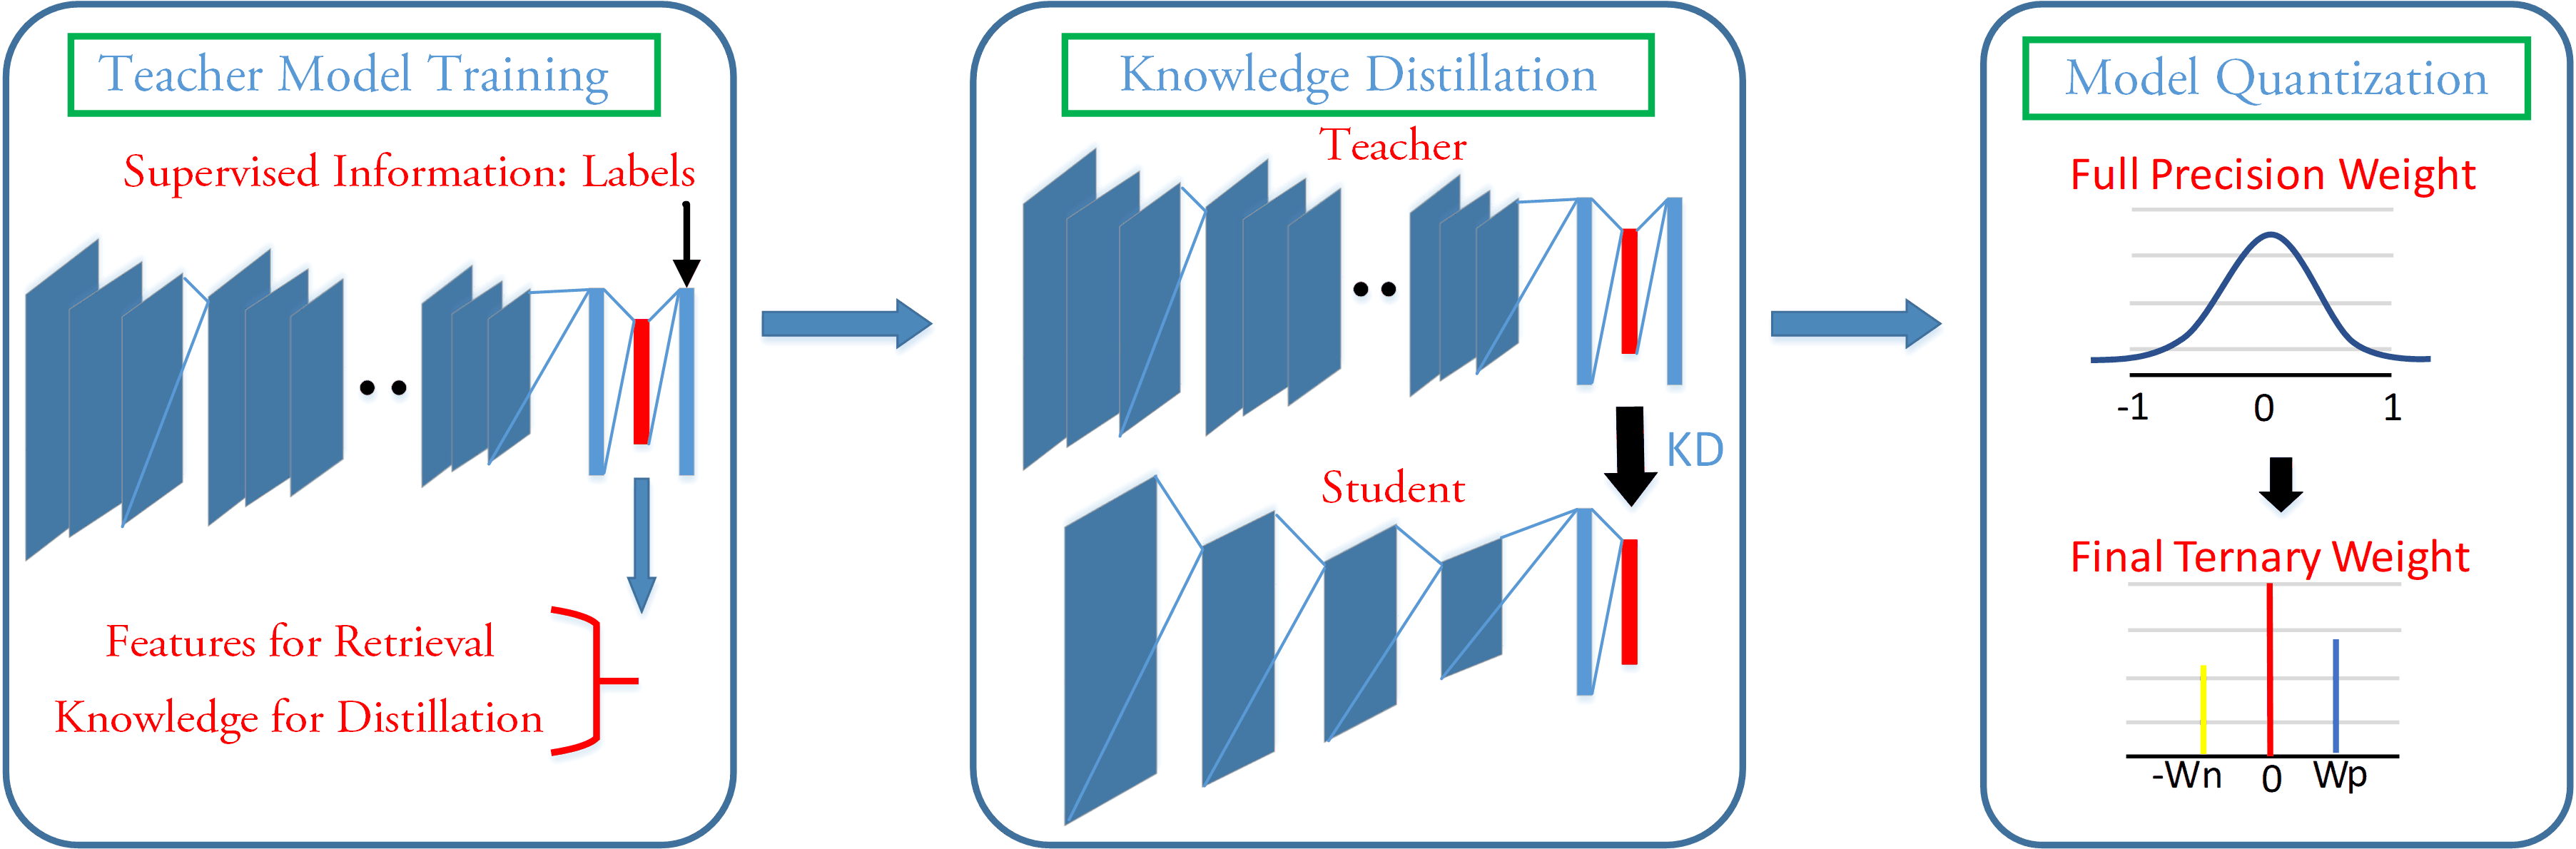 Teacher Model Training
Supervised Information: Labels
Features for Retrieval
Knowledge for Distillation
Knowledge Distillation
Teacher
KD
Student
Model Quantization
Full Precision Weight
-1 0 1
Final Ternary Weight
-Wn 0 Wp